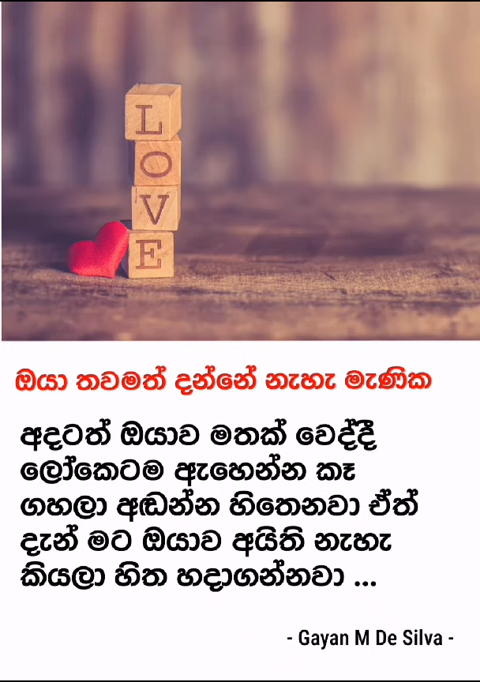 L
O
V
E
ඔයා තවමත් දන්නේ නැහැ මැණික
අදටත් ඔයාව මතක් වෙද්දී
ලෝකෙටම ඇහෙන්න කෑ
ගහලා අඬන්න හිතෙනවා ඒත්
දැන් මට ඔයාව අයිති නැහැ
කියලා හිත හදාගන්නවා ...
- Gayan M De Silva -